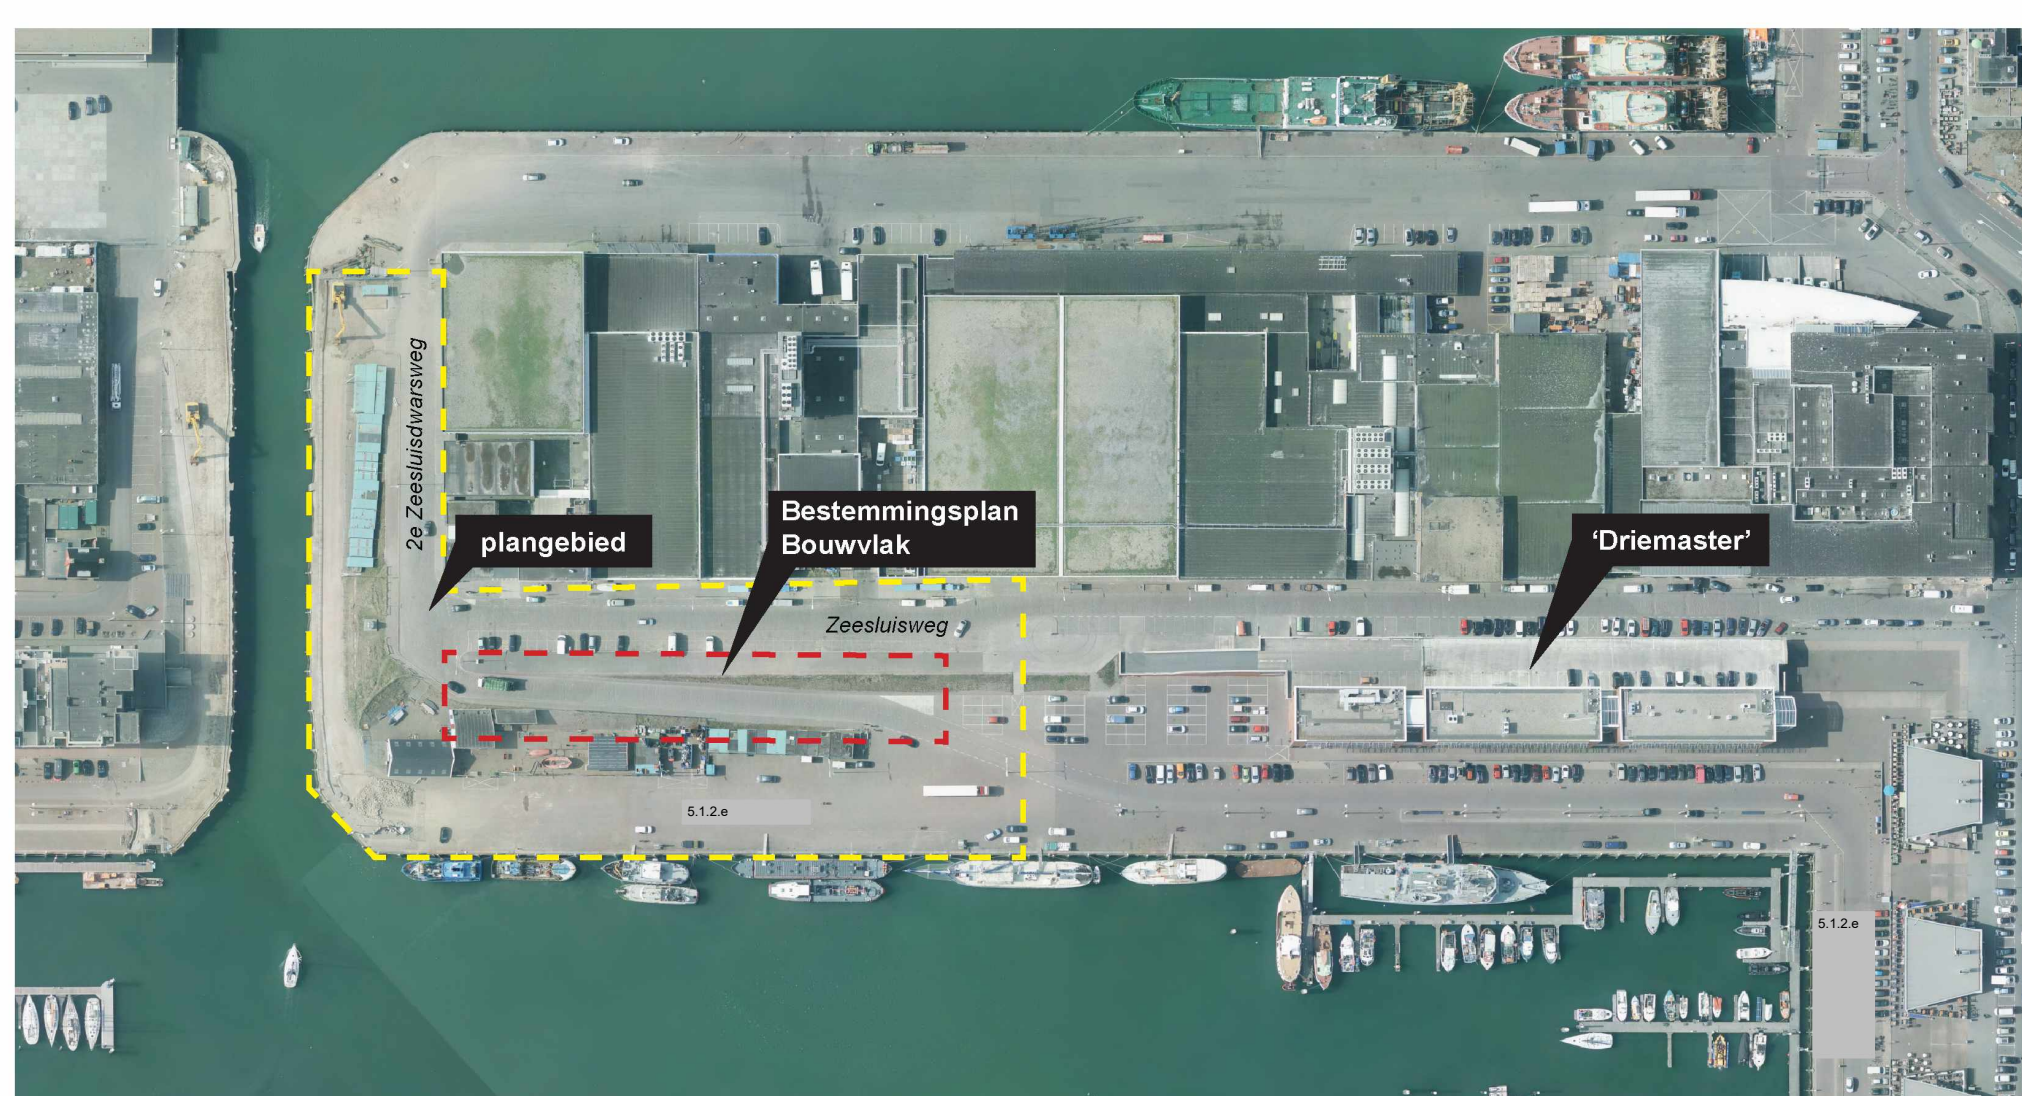 2e Zeesluisdwarsweg
plangebied
Bestemmingsplan
Bouwvlak
‘Driemaster’
Zeesluisweg
5.1.2.e
5.1.2.e